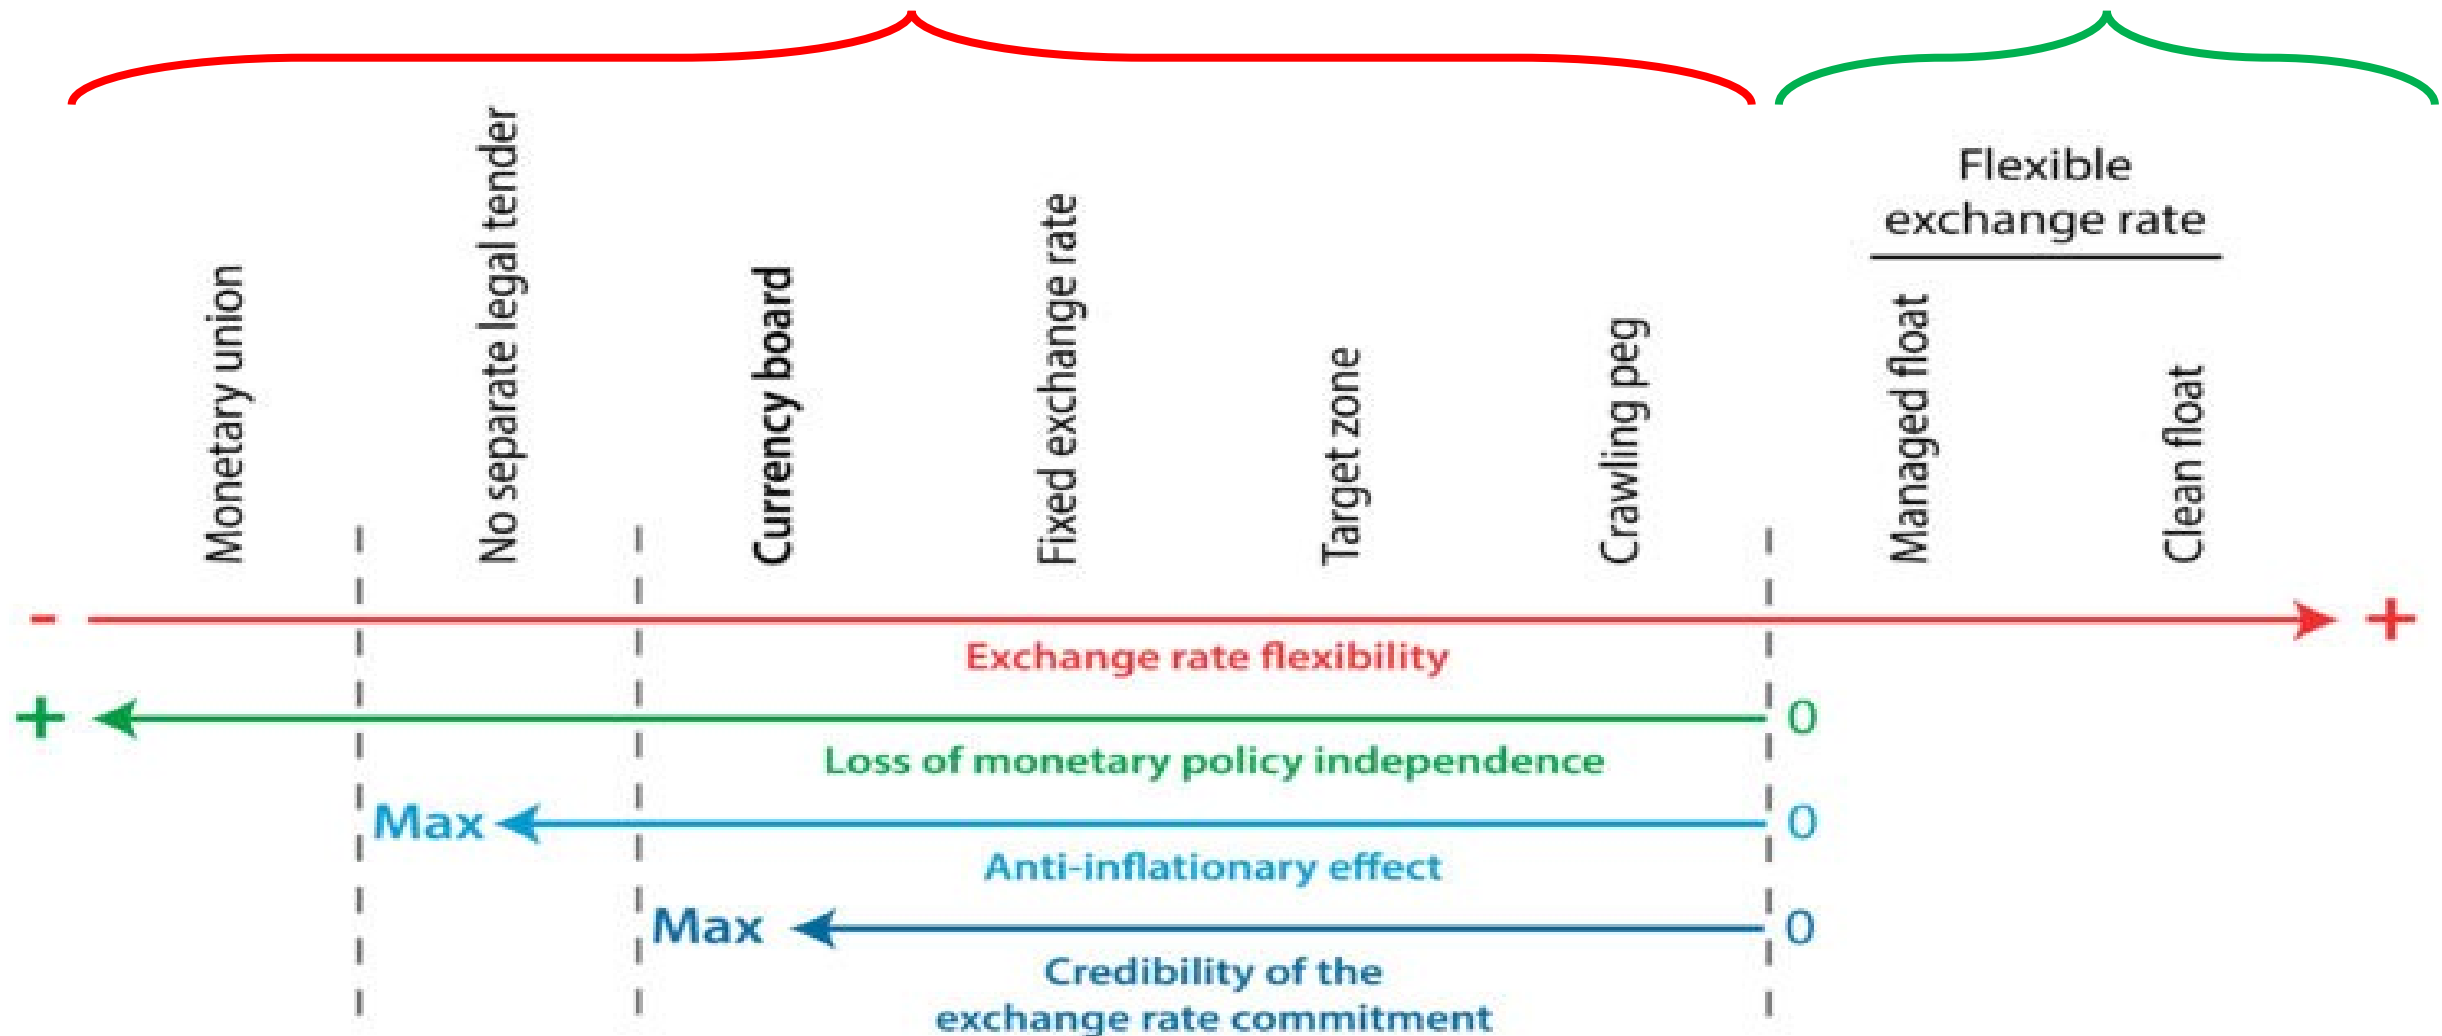 Monetary union
No separate legal tender
Currency board
Fixed exchange rate
Target zone
Crawling peg
Flexible
exchange rate
Managed float
Clean float
- +
Exchange rate flexibility
+ 0
Loss of monetary policy independence
Max 0
Anti-inflationary effect
Max 0
Credibility of the
exchange rate commitment